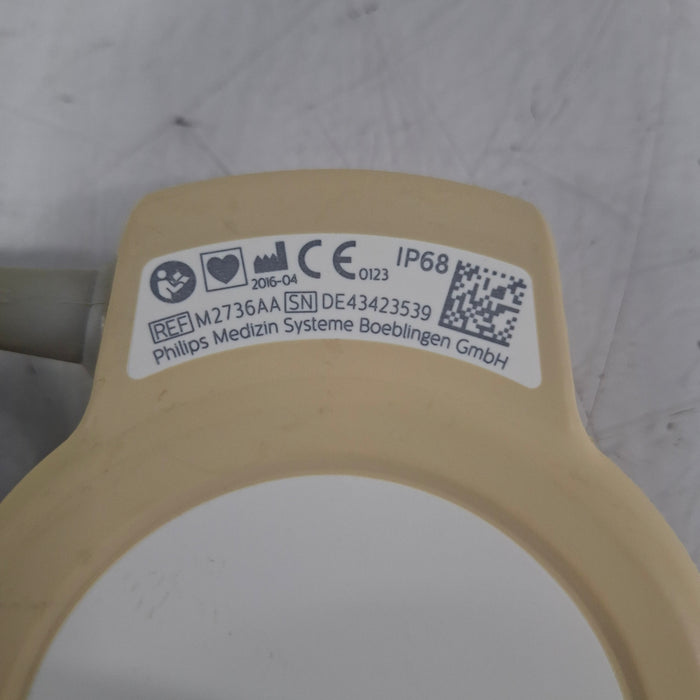 2016-04 CE 0123 IP68
REF M2736AA SN DE43423539
Philips Medizin Systeme Boeblingen GmbH